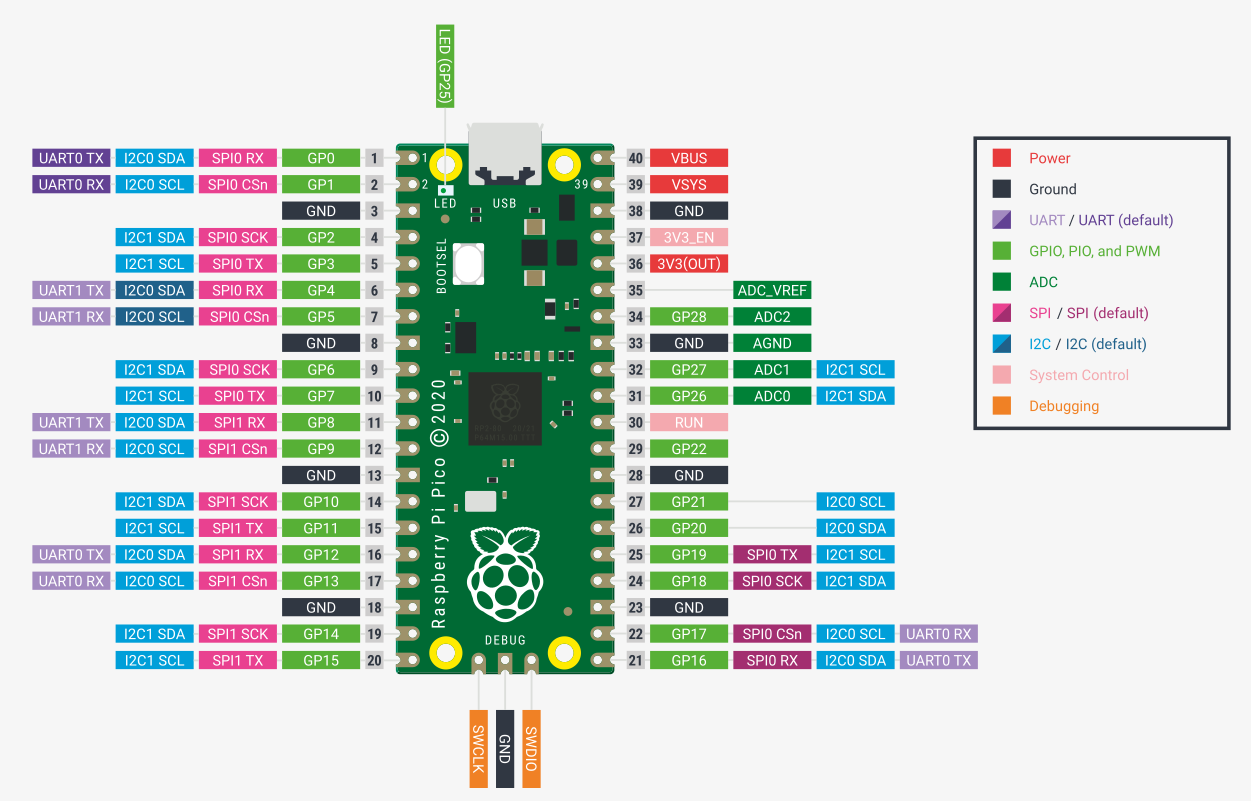 LED (GP25)
UART0 TX I2C0 SDA SPI0 RX GP0 1
UART0 RX I2C0 SCL SPI0 CSn GP1 2
GND 3
I2C1 SDA SPI0 SCK GP2 4
I2C1 SCL SPI0 TX GP3 5
UART1 TX I2C0 SDA SPI0 RX GP4 6
UART1 RX I2C0 SCL SPI0 CSn GP5 7
GND 8
I2C1 SDA SPI0 SCK GP6 9
I2C1 SCL SPI0 TX GP7 10
UART1 TX I2C0 SDA SPI1 RX GP8 11
UART1 RX I2C0 SCL SPI1 CSn GP9 12
GND 13
I2C1 SDA SPI1 SCK GP10 14
I2C1 SCL SPI1 TX GP11 15
UART0 TX I2C0 SDA SPI1 RX GP12 16
UART0 RX I2C0 SCL SPI1 CSn GP13 17
GND 18
I2C1 SDA SPI1 SCK GP14 19
I2C1 SCL SPI1 TX GP15 20
1
2
39
LED
USB
BOOTSEL
Raspberry Pi Pico © 2020
DEBUG
SWCLK
GND
SWDIO
40 VBUS
39 VSYS
38 GND
37 3V3_EN
36 3V3(OUT)
35 ADC_VREF
34 GP28 ADC2
33 GND AGND
32 GP27 ADC1 I2C1 SCL
31 GP26 ADC0 I2C1 SDA
30 RUN
29 GP22
28 GND
27 GP21 I2C0 SCL
26 GP20 I2C0 SDA
25 GP19 SPI0 TX I2C1 SCL
24 GP18 SPI0 SCK I2C1 SDA
23 GND
22 GP17 SPI0 CSn I2C0 SCL UART0 RX
21 GP16 SPI0 RX I2C0 SDA UART0 TX
Power
Ground
UART / UART (default)
GPIO, PIO, and PWM
ADC
SPI / SPI (default)
I2C / I2C (default)
System Control
Debugging